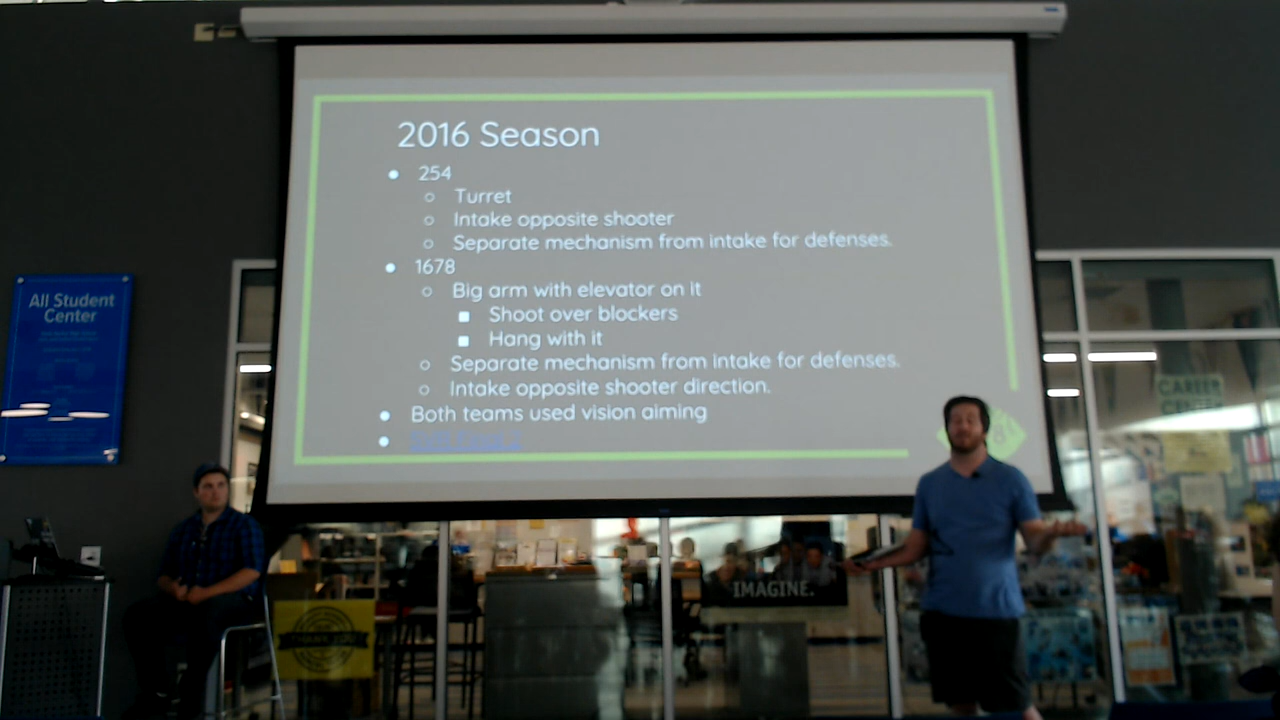 2016 Season
254
Turret
Intake opposite shooter
Separate mechanism from intake for defenses.
1678
Big arm with elevator on it
Shoot over blockers
Hang with it
Separate mechanism from intake for defenses.
Intake opposite shooter direction.
Both teams used vision aiming
All Student
Center
CAREER
CENTER
IMAGINE.
THANK YOU